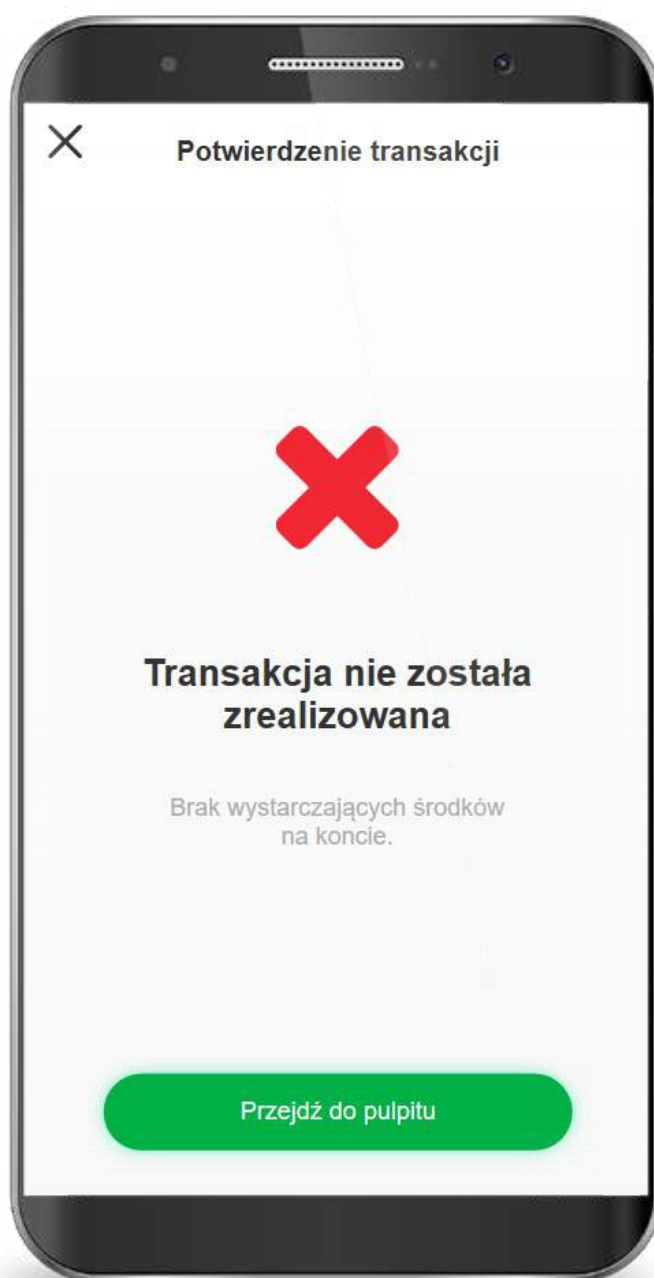 Potwierdzenie transakcji
Transakcja nie została
zrealizowana
Brak wystarczających środków
na koncie.
Przejdź do pulpitu